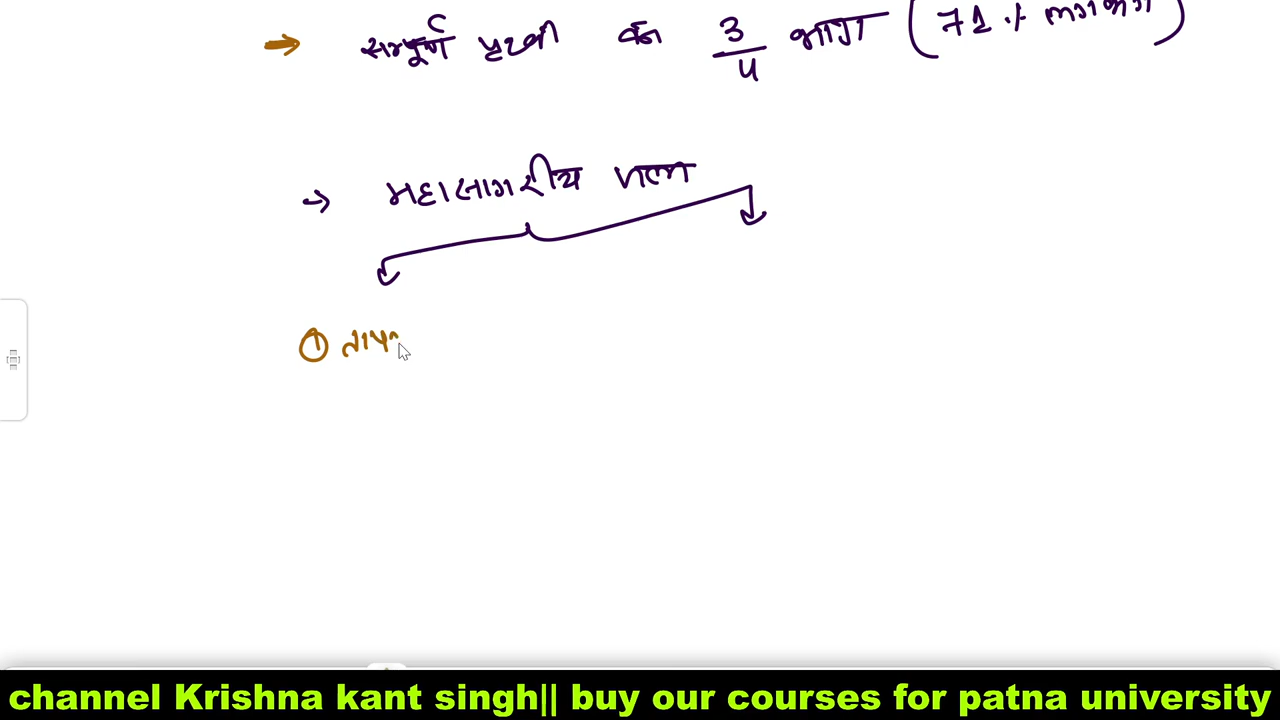 → सम्पूर्ण पृथ्वी का 3/4 भाग (71% लगभग)
→ महासागरीय जल
① ताप
channel Krishna kant singh|| buy our courses for patna university